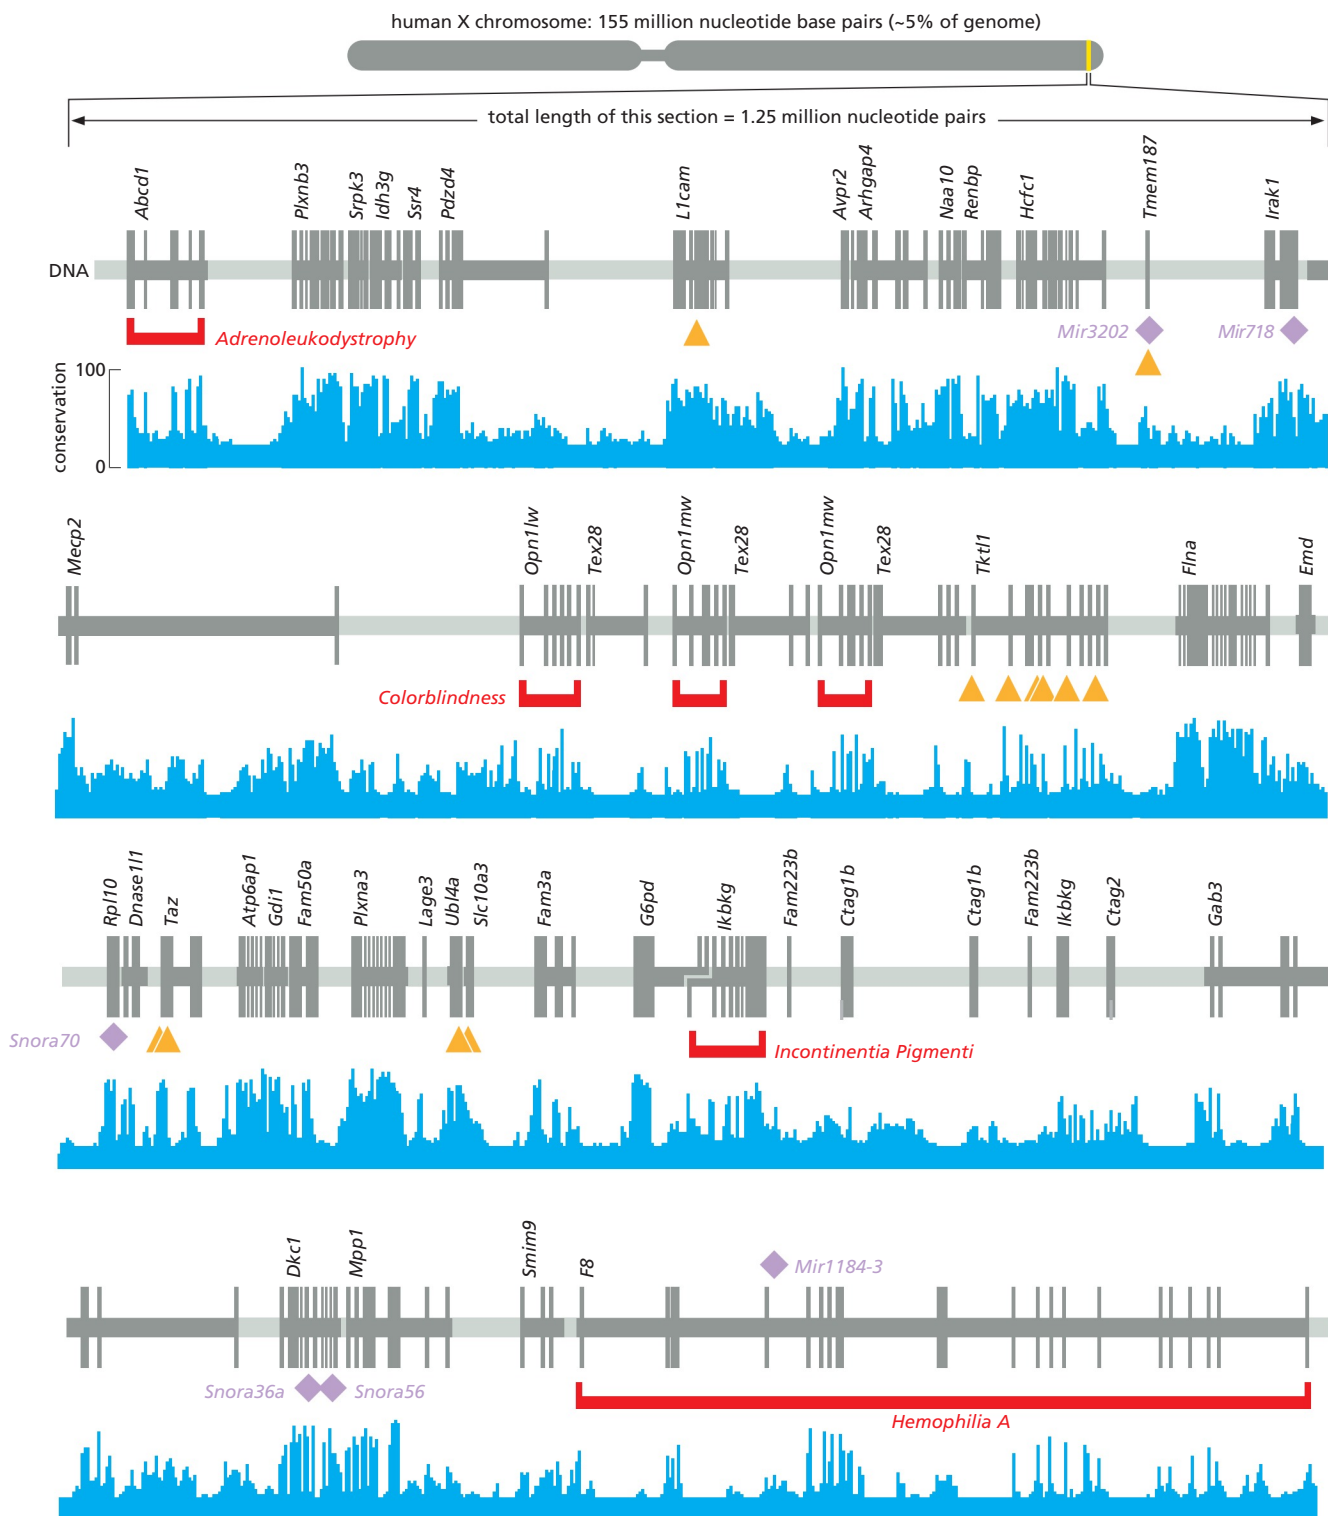 human X chromosome: 155 million nucleotide base pairs (~5% of genome)
total length of this section = 1.25 million nucleotide pairs
Abcd1 Plxnb3 Srpk3 Idh3g Ssr4 Pdzd4 L1cam Avpr2 Arhgap4 Naa10 Renbp Hcfc1 Tmem187 Irak1
DNA
Adrenoleukodystrophy Mir3202 Mir718
conservation 100
0
Mecp2 Opn1lw Tex28 Opn1mw Tex28 Opn1mw Tex28 Tktl1 Flna Emd
Colorblindness
Rpl10 Dnase1l1 Taz Atp6ap1 Gdi1 Fam50a Plxna3 Lage3 Ubl4a Slc10a3 Fam3a G6pd Ikbkg Fam223b Ctag1b Ctag1b Fam223b Ikbkg Ctag2 Gab3
Snora70 Incontinentia Pigmenti
Dkc1 Mpp1 Smim9 F8 Mir1184-3
Snora36a Snora56
Hemophilia A